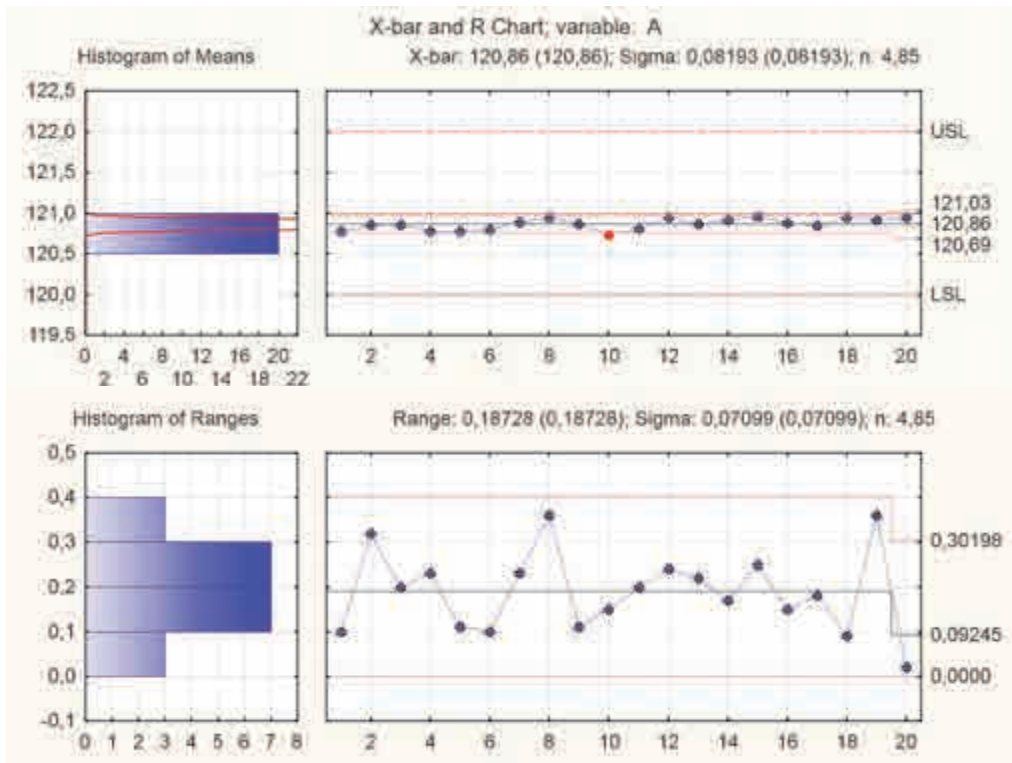 X-bar and R Chart; variable: A
Histogram of Means
X-bar: 120,86 (120,86); Sigma: 0,08193 (0,08193); n: 4,85
122,5
122,0
121,5
121,0
120,5
120,0
119,5
USL
121,03
120,86
120,69
LSL
0 4 8 12 16 20
2 6 10 14 18 22
2 4 6 8 10 12 14 16 18 20
Histogram of Ranges
Range: 0,18728 (0,18728); Sigma: 0,07099 (0,07099); n: 4,85
0,5
0,4
0,3
0,2
0,1
0,0
-0,1
0,30198
0,09245
0,0000
0 1 2 3 4 5 6 7 8
2 4 6 8 10 12 14 16 18 20